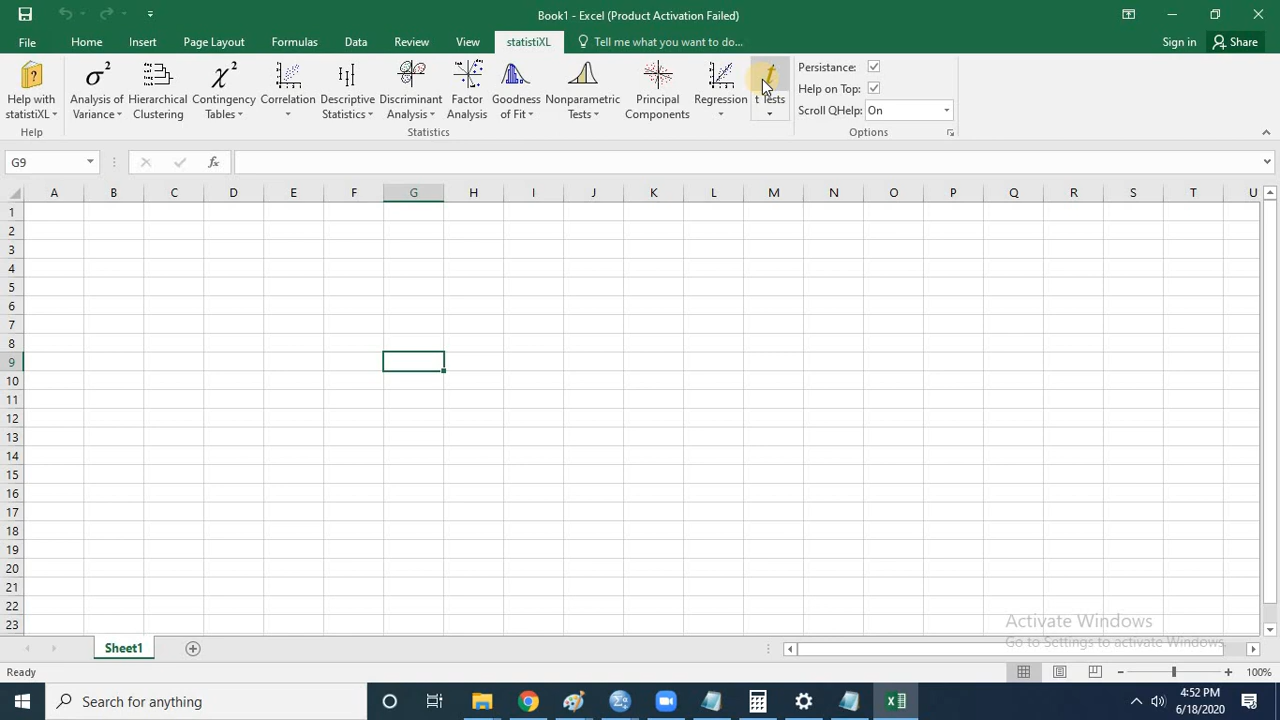 Book1 - Excel (Product Activation Failed)
File Home Insert Page Layout Formulas Data Review View statistiXL Tell me what you want to do... Sign in Share
Help with statistiXL
Analysis of Variance
Hierarchical Clustering
Contingency Tables
Correlation
Descriptive Statistics
Discriminant Analysis
Factor Analysis
Goodness of Fit
Nonparametric Tests
Principal Components
Regression
t Tests
Persistance:
Help on Top:
Scroll QHelp: On
Help Statistics Options
G9 fx
A B C D E F G H I J K L M N O P Q R S T U
1
2
3
4
5
6
7
8
9
10
11
12
13
14
15
16
17
18
19
20
21
22
23
Activate Windows
Go to Settings to activate Windows.
Sheet1
Ready 100%
Search for anything
4:52 PM
6/18/2020